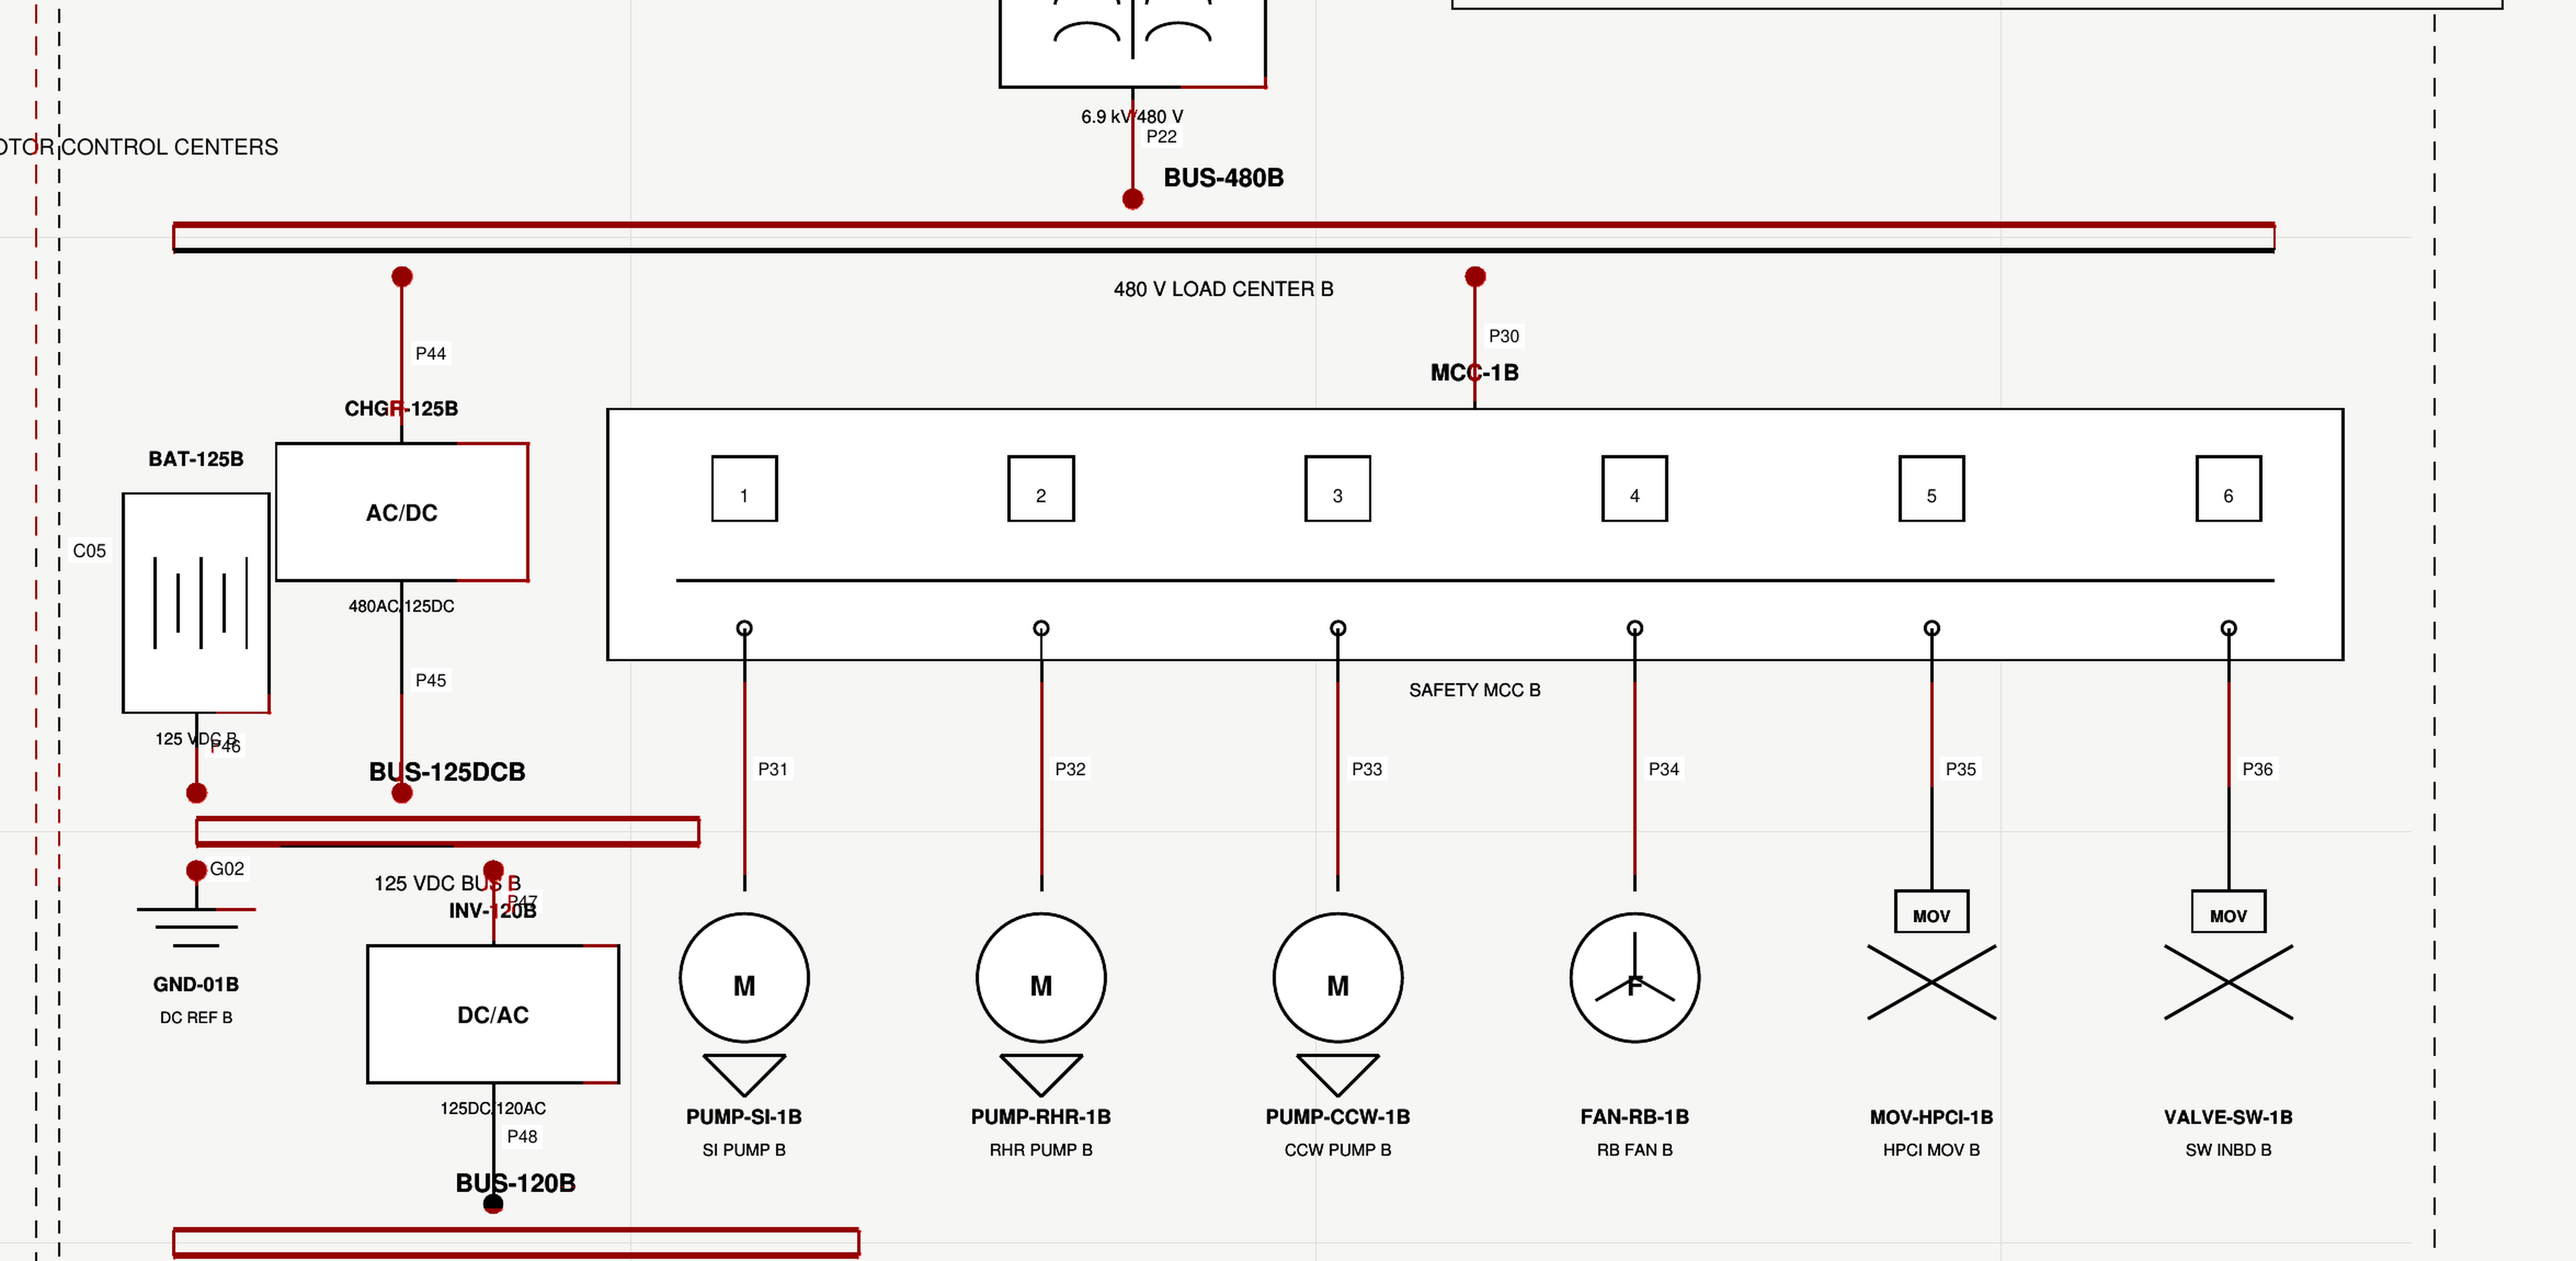 6.9 kV/480 V
P22
OTOR CONTROL CENTERS
BUS-480B
480 V LOAD CENTER B
P44
P30
MCC-1B
CHGR-125B
BAT-125B
AC/DC
1
2
3
4
5
6
C05
480AC/125DC
P45
SAFETY MCC B
125 VDC B
P46
BUS-125DCB
P31
P32
P33
P34
P35
P36
G02
125 VDC BUS B
P47
INV-120B
MOV
MOV
GND-01B
DC REF B
DC/AC
M
M
M
F
125DC/120AC
P48
PUMP-SI-1B
SI PUMP B
PUMP-RHR-1B
RHR PUMP B
PUMP-CCW-1B
CCW PUMP B
FAN-RB-1B
RB FAN B
MOV-HPCI-1B
HPCI MOV B
VALVE-SW-1B
SW INBD B
BUS-120B